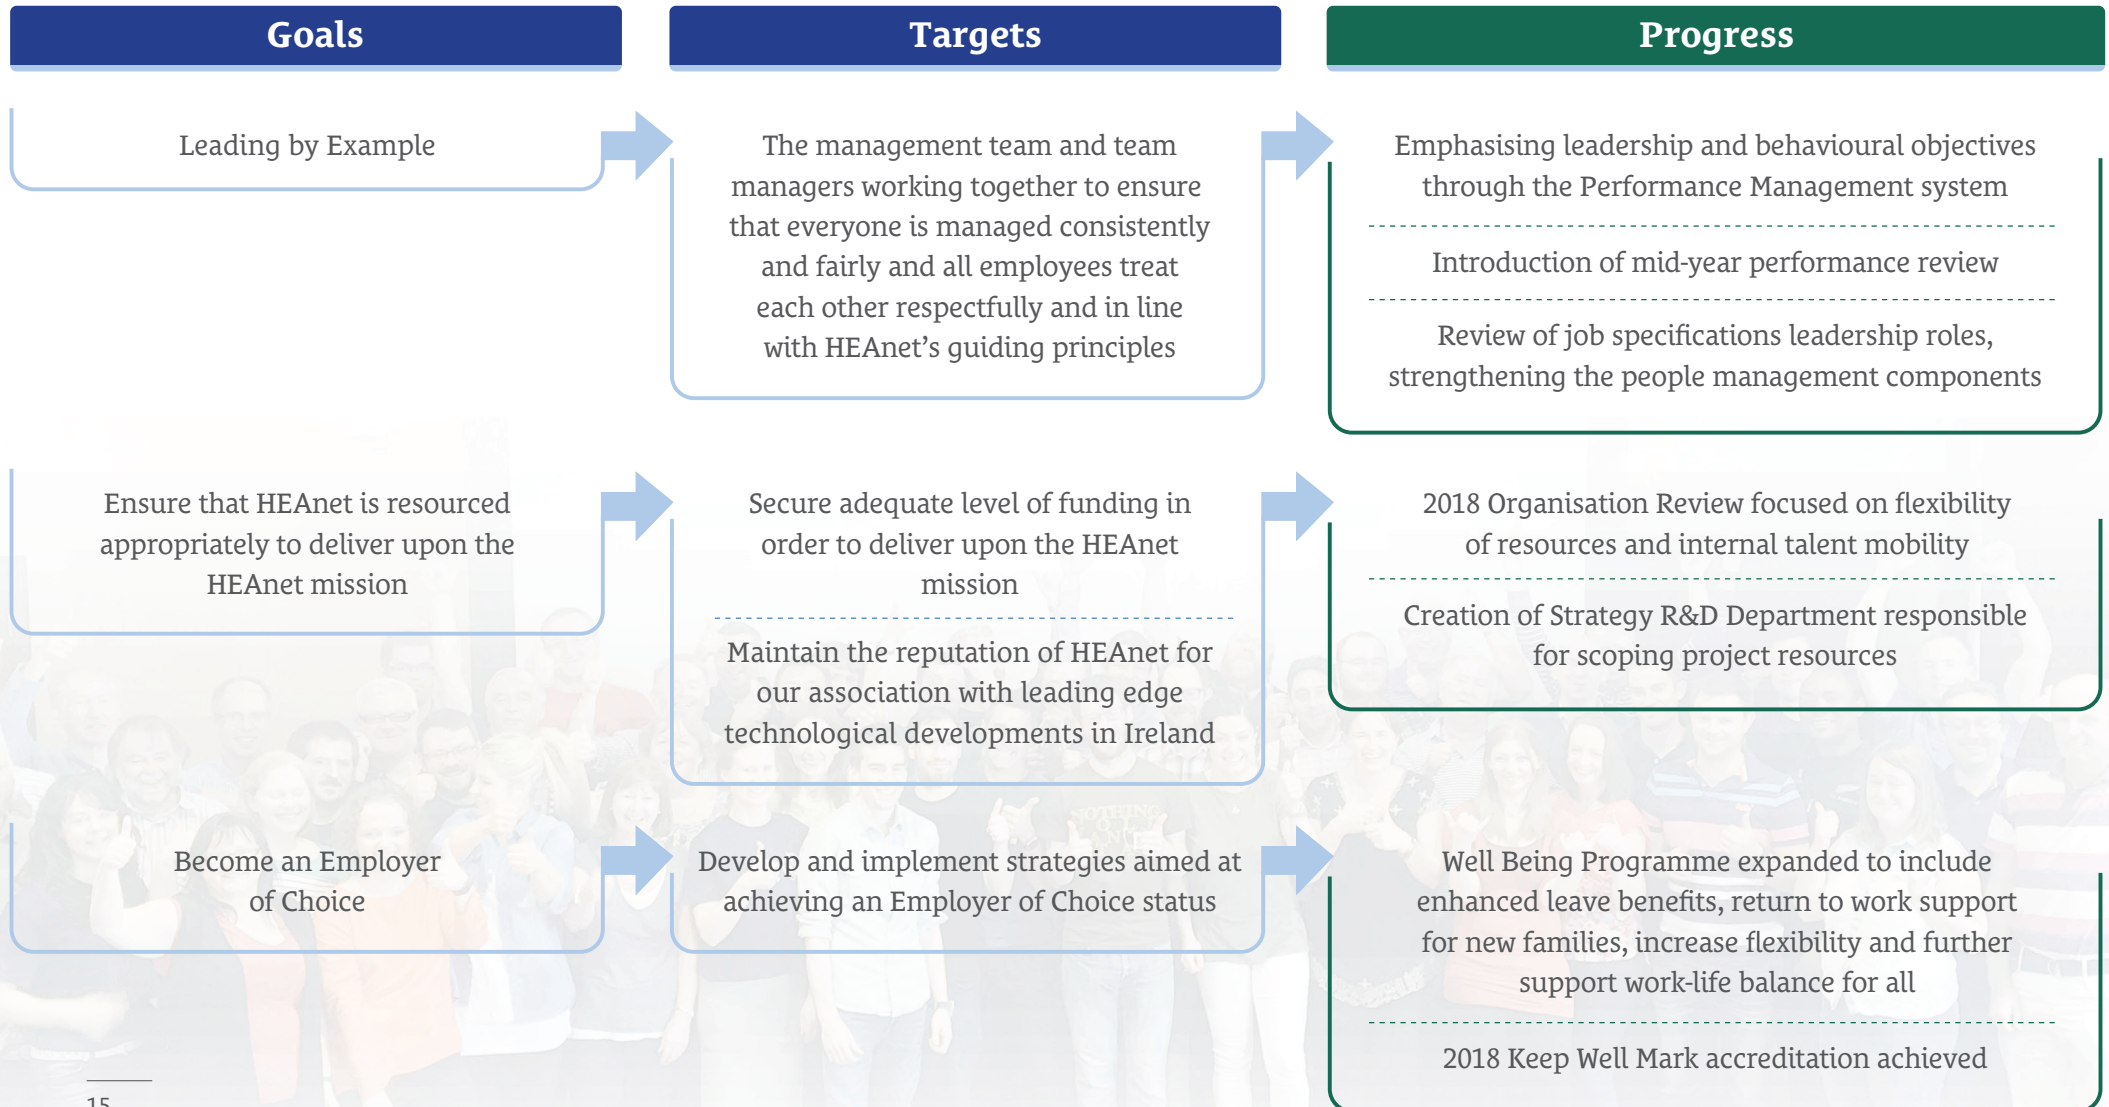 Goals
Targets
Progress
Leading by Example
The management team and team
managers working together to ensure
that everyone is managed consistently
and fairly and all employees treat
each other respectfully and in line
with HEAnet's guiding principles
Emphasising leadership and behavioural objectives
through the Performance Management system
Introduction of mid-year performance review
Review of job specifications leadership roles,
strengthening the people management components
Ensure that HEAnet is resourced
appropriately to deliver upon the
HEAnet mission
Secure adequate level of funding in
order to deliver upon the HEAnet
mission
Maintain the reputation of HEAnet for
our association with leading edge
technological developments in Ireland
2018 Organisation Review focused on flexibility
of resources and internal talent mobility
Creation of Strategy R&D Department responsible
for scoping project resources
Become an Employer
of Choice
Develop and implement strategies aimed at
achieving an Employer of Choice status
Well Being Programme expanded to include
enhanced leave benefits, return to work support
for new families, increase flexibility and further
support work-life balance for all
2018 Keep Well Mark accreditation achieved
NOTHING
15